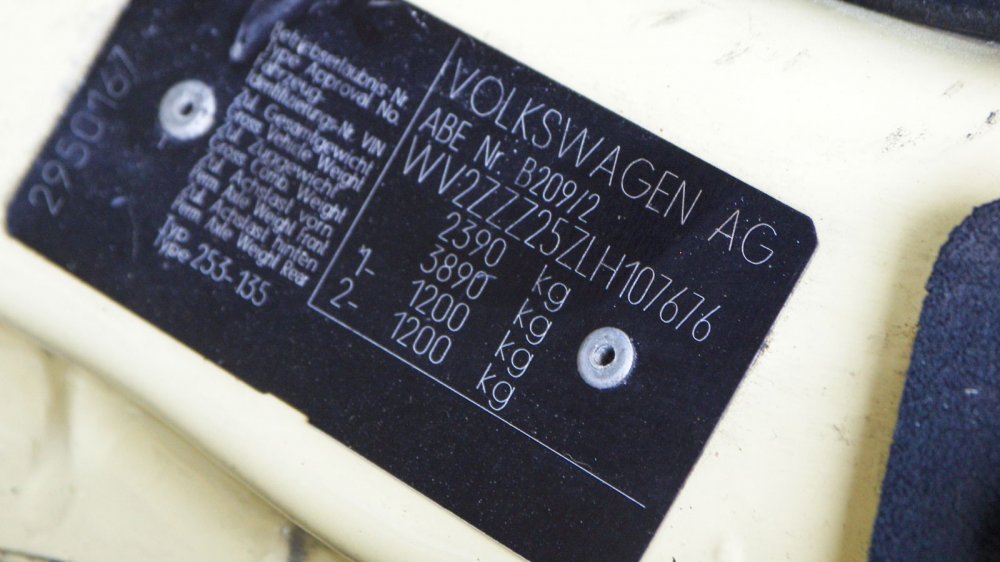 2950167
Betriebserlaubnis-Nr.
Type Approval No.
Fahrzeug-
Identifizierungs-Nr. VIN
Zul. Gesamtgewicht
Gross Vehicle Weight
Zul. Zuggewicht
Gross Comb. Weight
Zul. Achslast vorn
Perm. Axle Weight Front
Zul. Achslast hinten
Perm. Axle Weight Rear
Typ
Type 253-135
VOLKSWAGEN AG
ABE Nr. B209/2
WV2ZZZ25ZLH107676
2390 kg
3890 kg
1- 1200 kg
2- 1200 kg